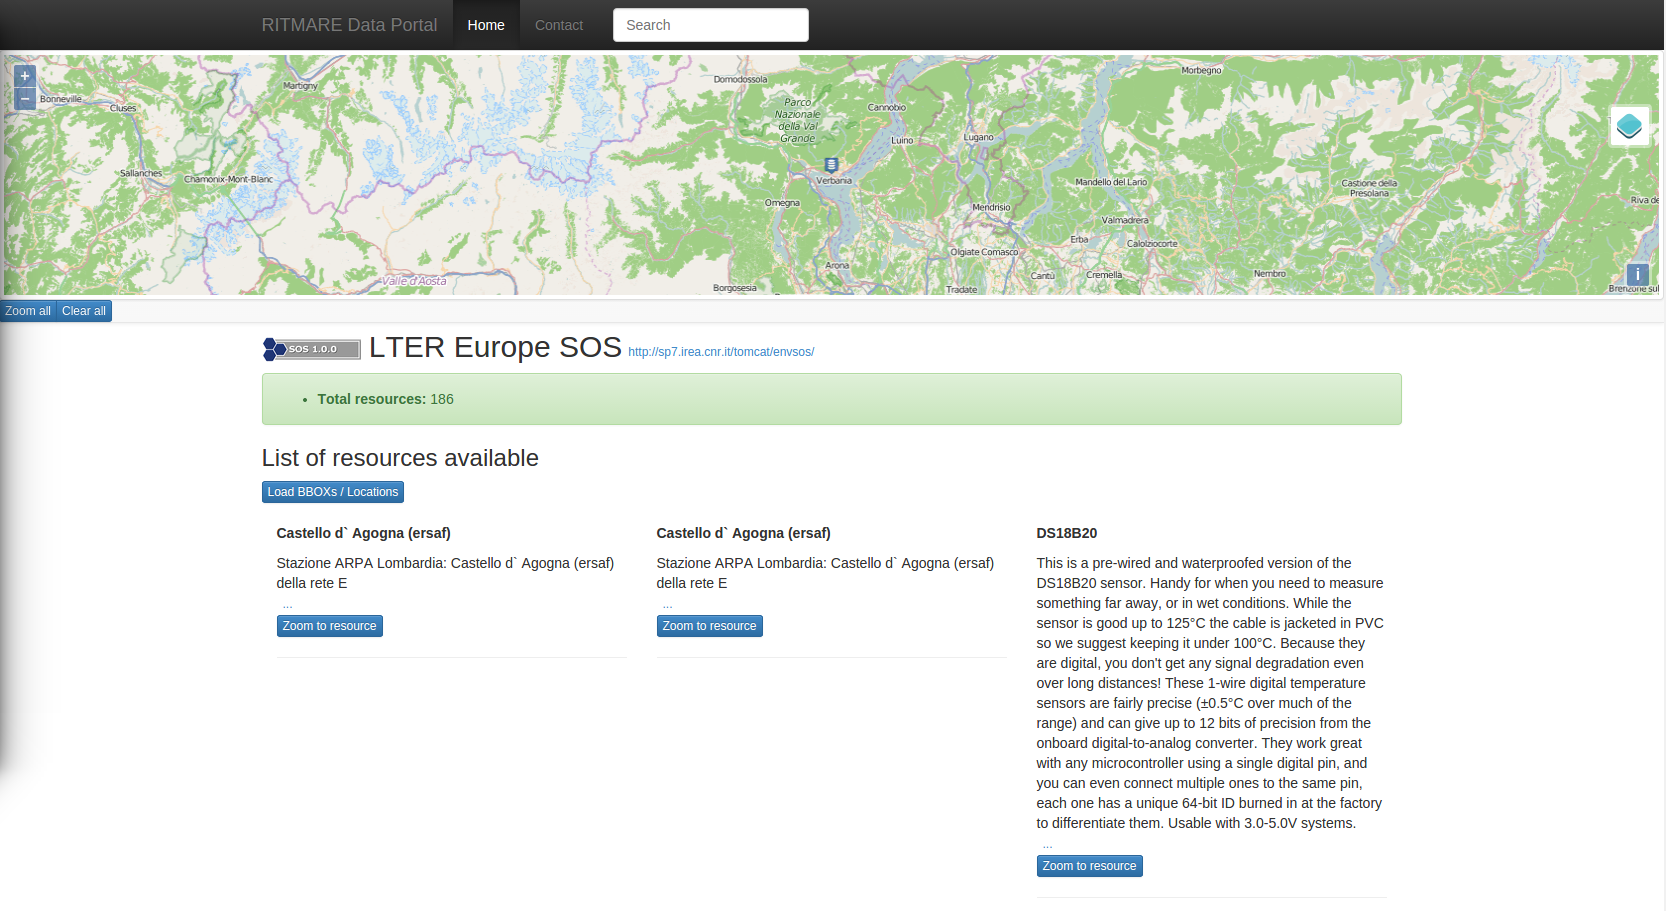 RITMARE Data Portal Home Contact Search
+
−
Bonneville
Cluses
Martigny
Sallanches
Chamonix-Mont-Blanc
Valle d'Aosta
Domodossola
Parco
Nazionale
della Val
Grande
Cannobio
Luino
Lugano
Morbegno
Verbania
Omegna
Mendrisio
Mandello del Lario
Castione della
Presolana
Riva de
Valmadrera
Erba
Calolziocorte
Olgiate Comasco
Arona
Cantù
Cremella
Nembro
Borgosesia
Tradate
Brenzone sul
i
Zoom all Clear all
SOS 1.0.0 LTER Europe SOS http://sp7.irea.cnr.it/tomcat/envsos/
• Total resources: 186
List of resources available
Load BBOXs / Locations
Castello d` Agogna (ersaf)
Stazione ARPA Lombardia: Castello d` Agogna (ersaf)
della rete E
...
Zoom to resource
Castello d` Agogna (ersaf)
Stazione ARPA Lombardia: Castello d` Agogna (ersaf)
della rete E
...
Zoom to resource
DS18B20
This is a pre-wired and waterproofed version of the
DS18B20 sensor. Handy for when you need to measure
something far away, or in wet conditions. While the
sensor is good up to 125°C the cable is jacketed in PVC
so we suggest keeping it under 100°C. Because they
are digital, you don't get any signal degradation even
over long distances! These 1-wire digital temperature
sensors are fairly precise (±0.5°C over much of the
range) and can give up to 12 bits of precision from the
onboard digital-to-analog converter. They work great
with any microcontroller using a single digital pin, and
you can even connect multiple ones to the same pin,
each one has a unique 64-bit ID burned in at the factory
to differentiate them. Usable with 3.0-5.0V systems.
...
Zoom to resource